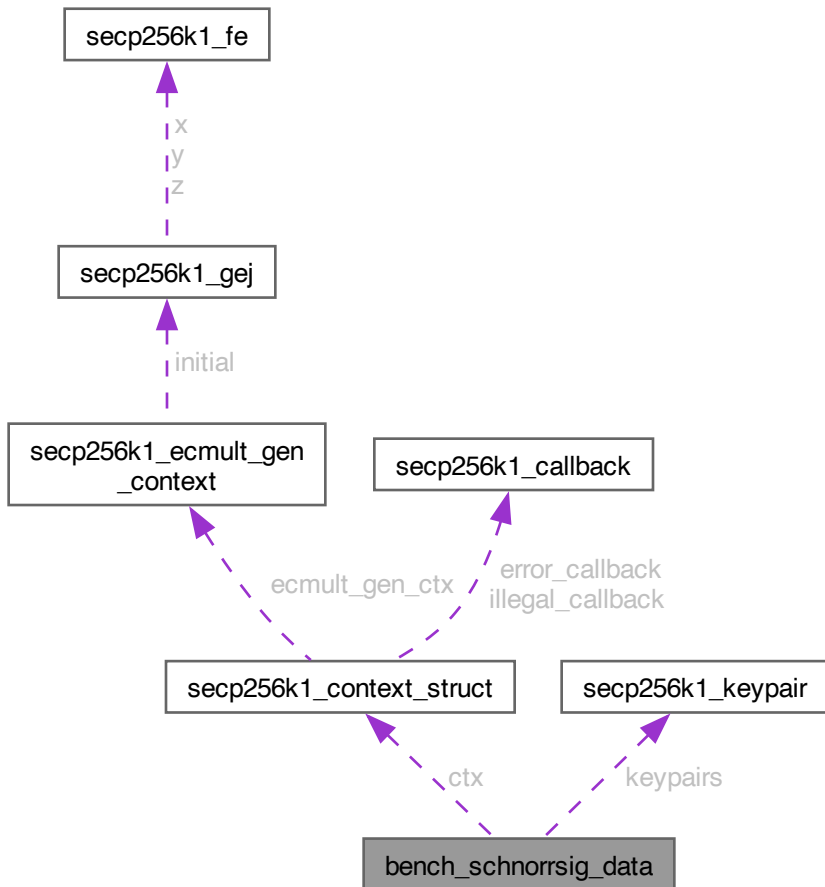 secp256k1_fe
x
y
z
secp256k1_gej
initial
secp256k1_ecmult_gen
_context
secp256k1_callback
ecmult_gen_ctx
error_callback
illegal_callback
secp256k1_context_struct
secp256k1_keypair
ctx
keypairs
bench_schnorrsig_data